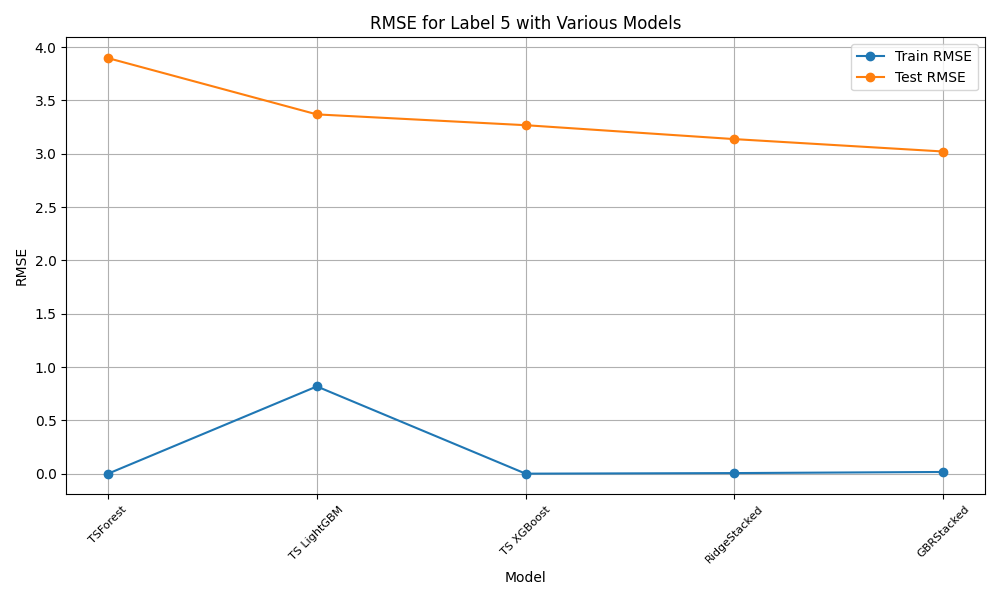 RMSE for Label 5 with Various Models
Train RMSE
Test RMSE
RMSE
4.0
3.5
3.0
2.5
2.0
1.5
1.0
0.5
0.0
TSForest
TS LightGBM
TS XGBoost
RidgeStacked
GBRStacked
Model